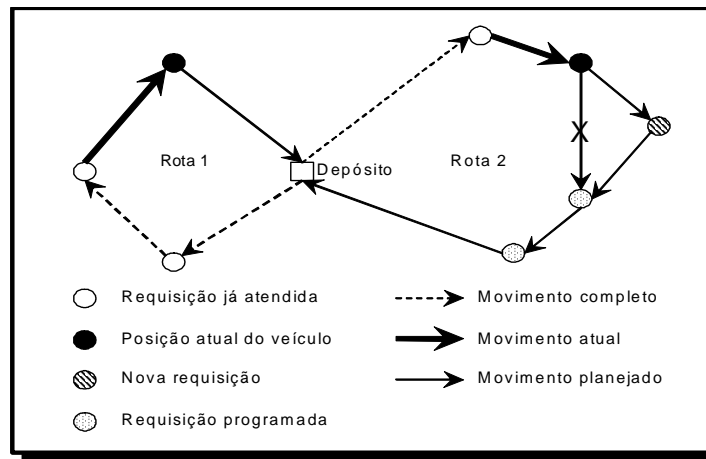 Rota 1
Depósito
Rota 2
X
Requisição já atendida
Movimento completo
Posição atual do veículo
Movimento atual
Nova requisição
Movimento planejado
Requisição programada